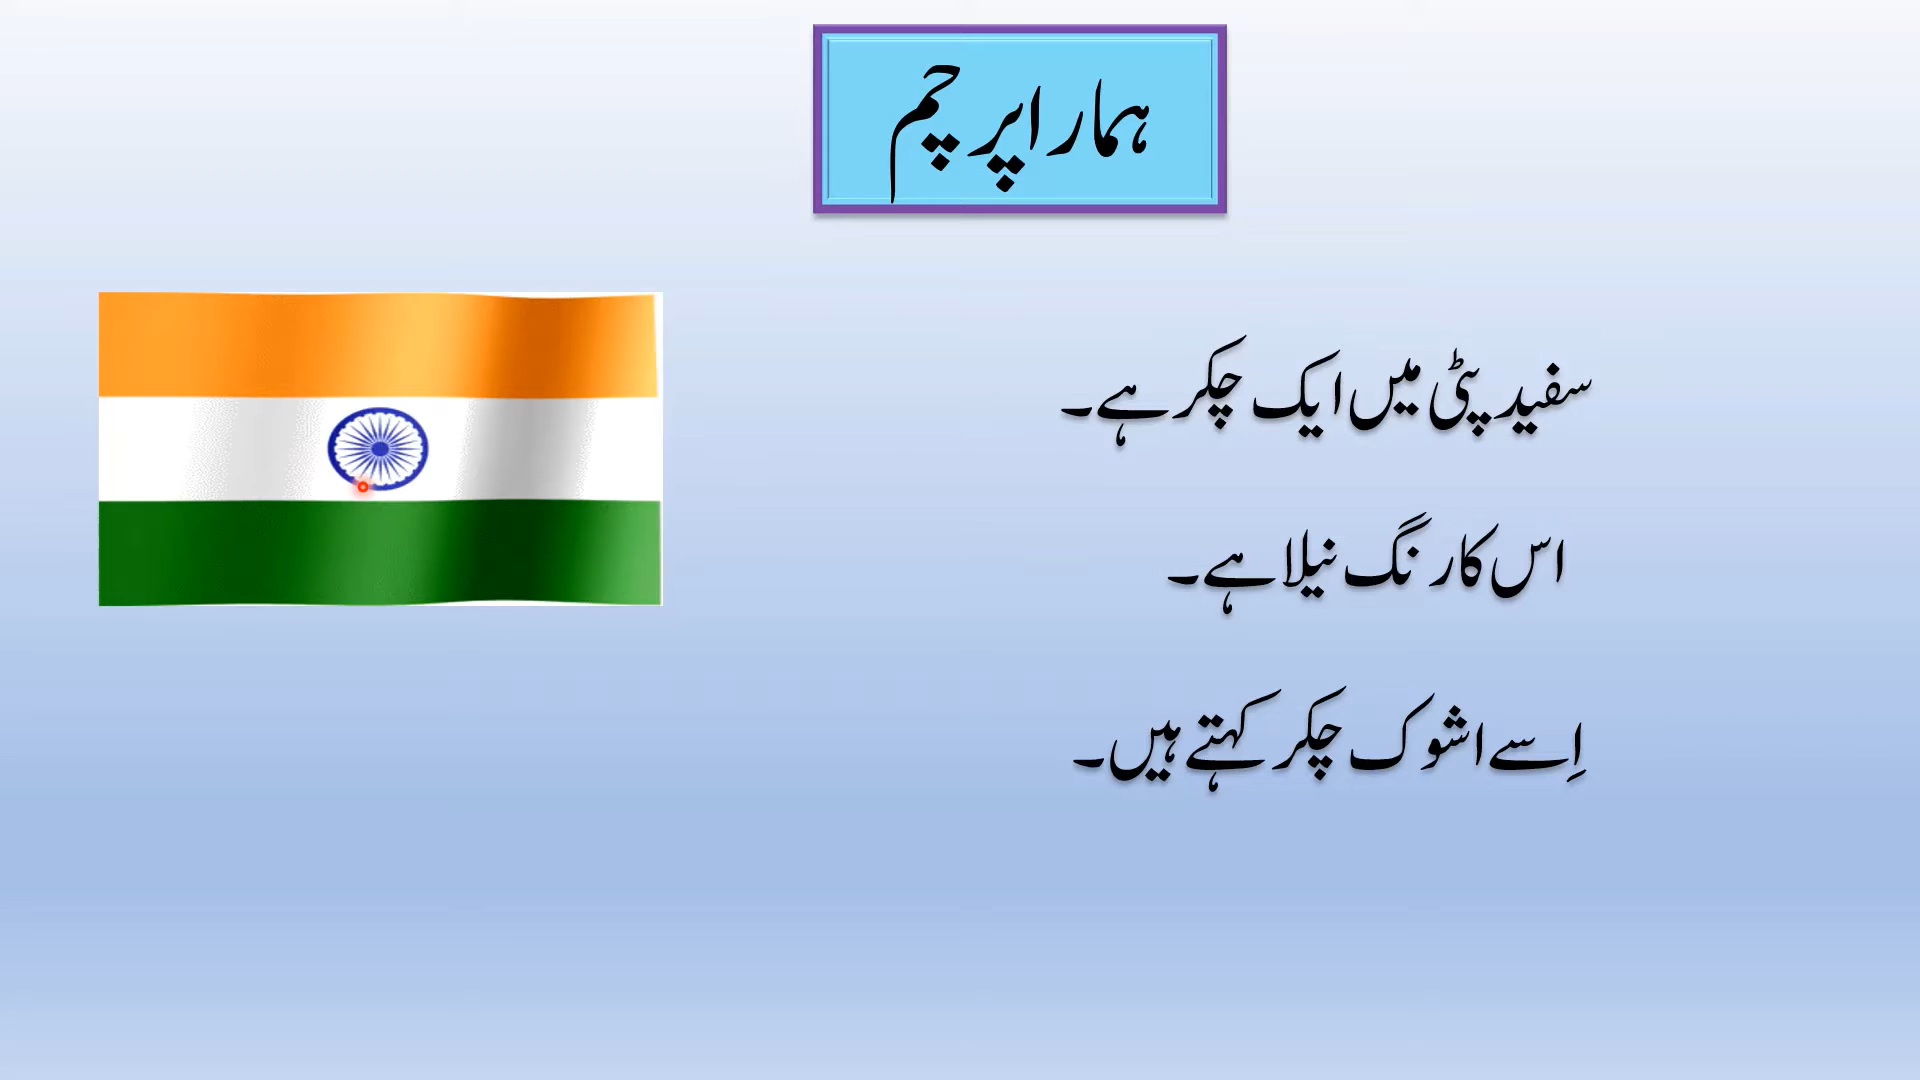 ہمارا پرچم
سفید پٹی میں ایک چکر ہے۔
اس کا رنگ نیلا ہے۔
اِسے اشوک چکر کہتے ہیں۔